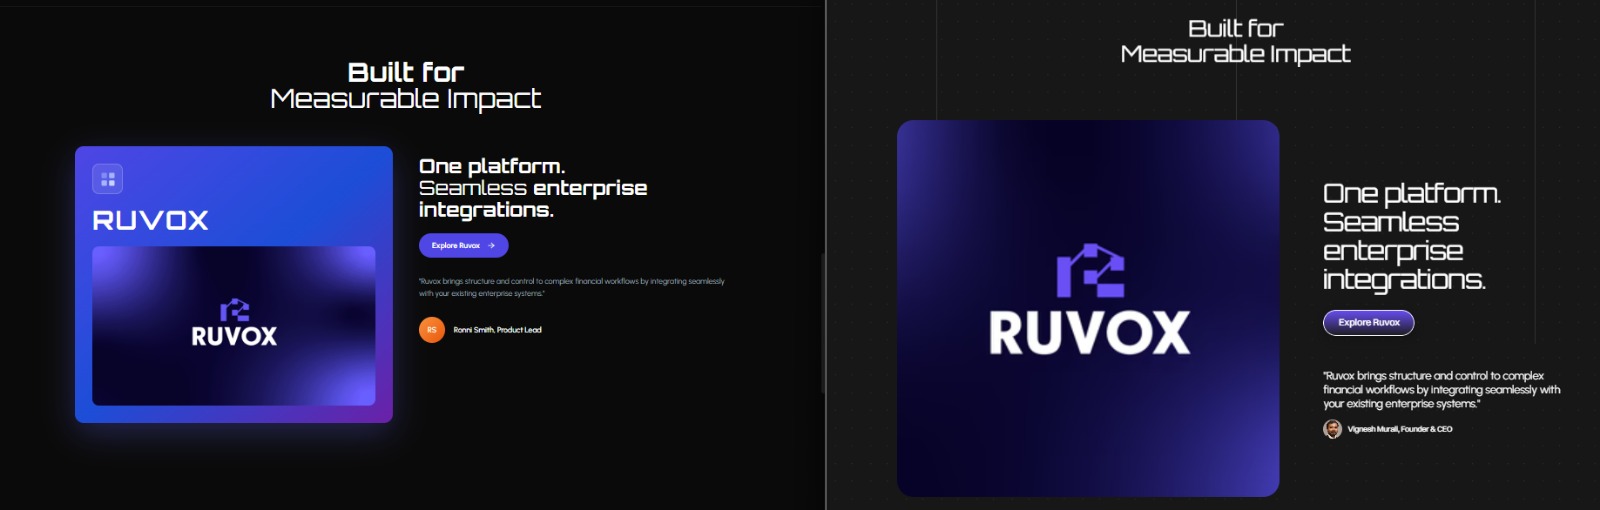 Built for
Measurable Impact
RUVOX
RUVOX
One platform.
Seamless enterprise
integrations.
Explore Ruvox →
"Ruvox brings structure and control to complex financial workflows by integrating seamlessly
with your existing enterprise systems."
RS
Ronni Smith, Product Lead
Built for
Measurable Impact
RUVOX
One platform.
Seamless
enterprise
integrations.
Explore Ruvox
"Ruvox brings structure and control to complex
financial workflows by integrating seamlessly with
your existing enterprise systems."
Vignesh Murali, Founder & CEO